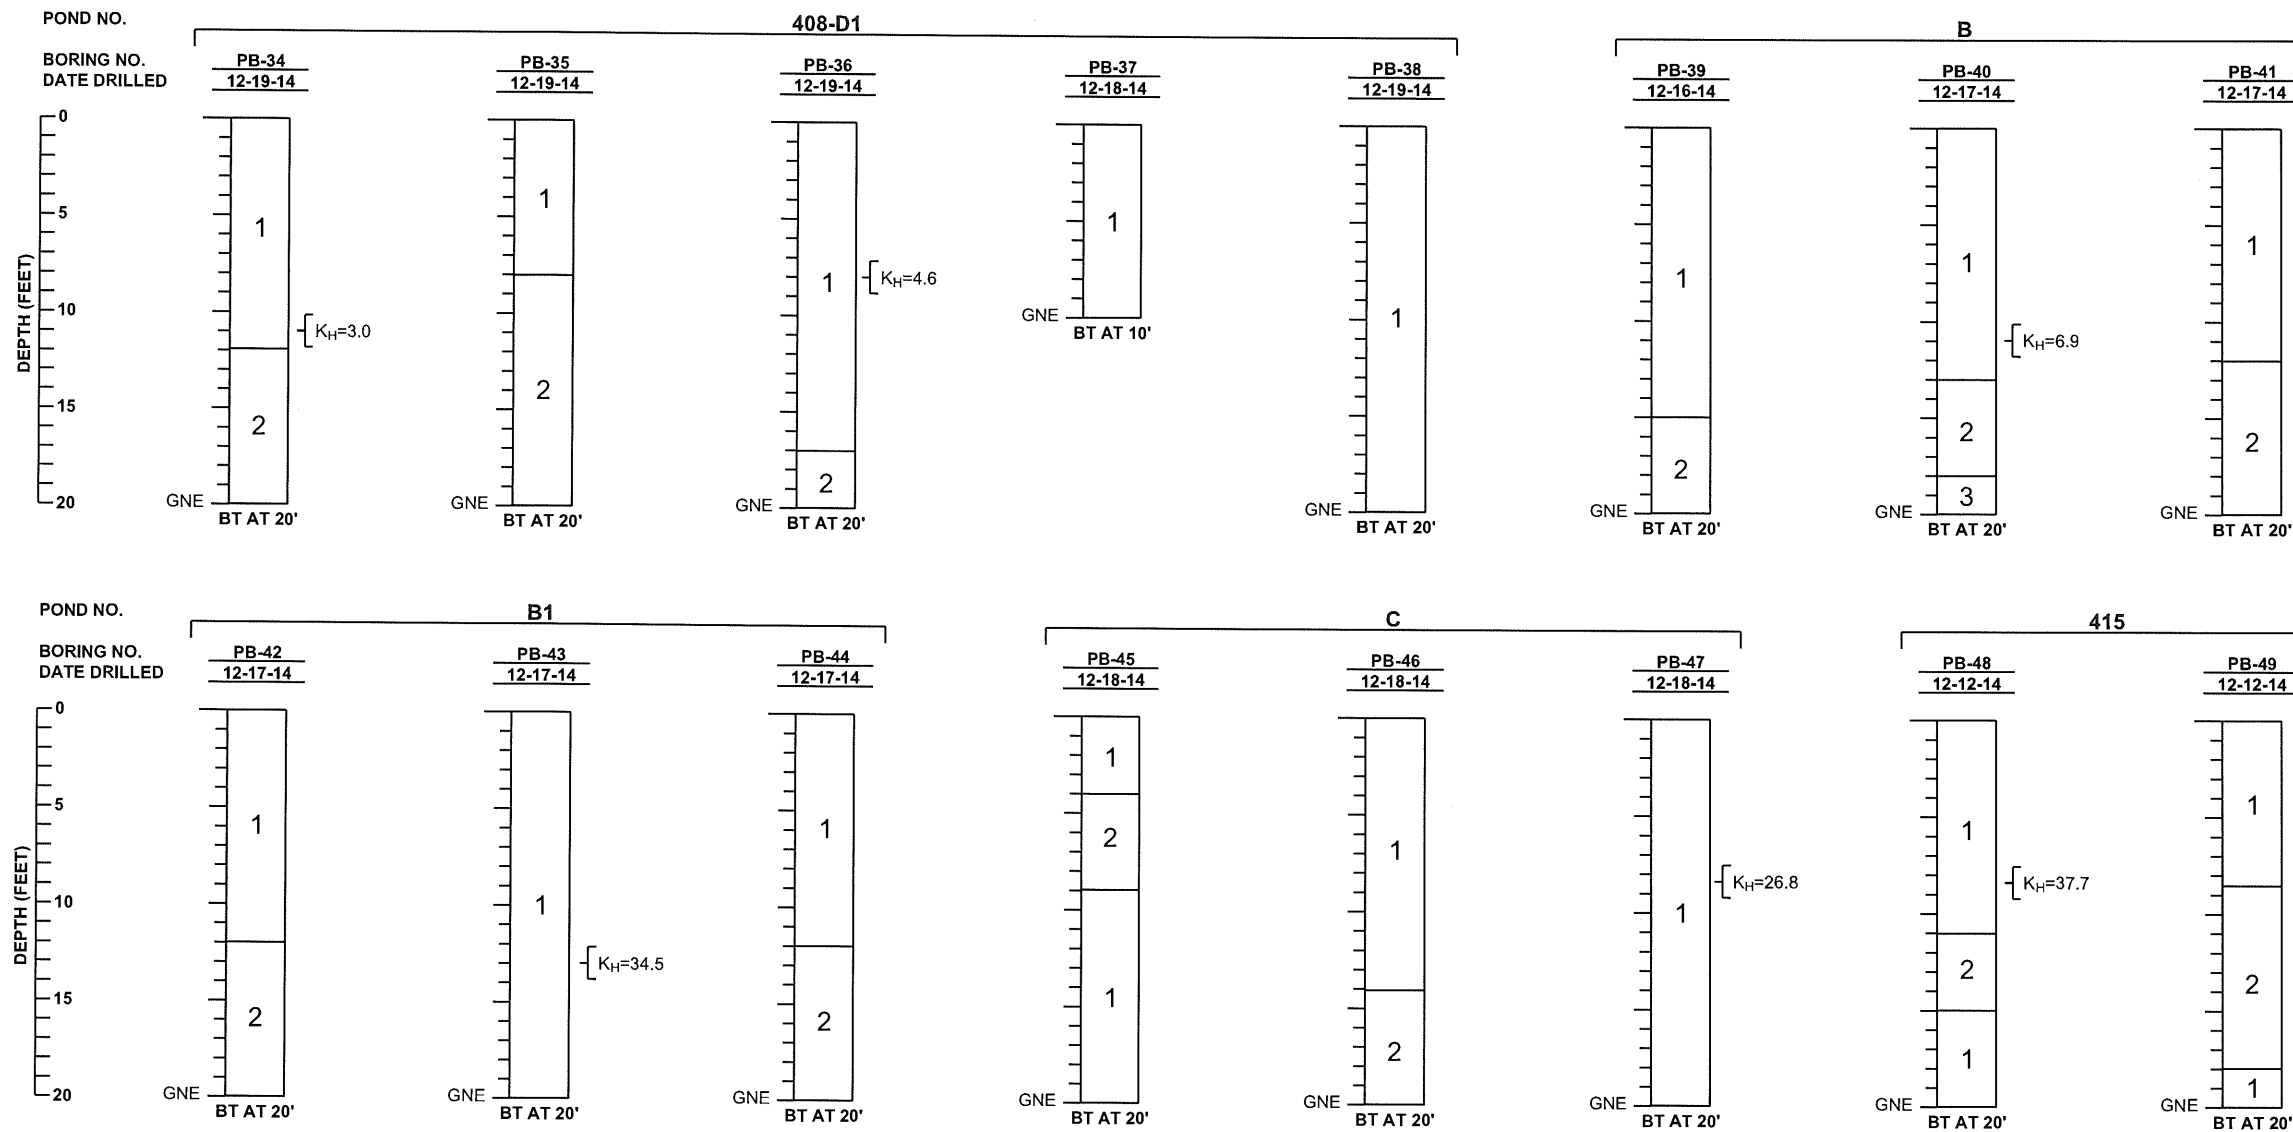 POND NO. 408-D1 B
BORING NO. PB-34 PB-35 PB-36 PB-37 PB-38 PB-39 PB-40 PB-41
DATE DRILLED 12-19-14 12-19-14 12-19-14 12-18-14 12-19-14 12-16-14 12-17-14 12-17-14
DEPTH (FEET)
0
5
10
15
20
1
2
KH=3.0
GNE
BT AT 20'
1
2
GNE
BT AT 20'
1
2
KH=4.6
GNE
BT AT 20'
1
GNE
BT AT 10'
1
GNE
BT AT 20'
1
2
GNE
BT AT 20'
1
2
3
KH=6.9
GNE
BT AT 20'
1
2
GNE
BT AT 20'
POND NO. B1 C 415
BORING NO. PB-42 PB-43 PB-44 PB-45 PB-46 PB-47 PB-48 PB-49
DATE DRILLED 12-17-14 12-17-14 12-17-14 12-18-14 12-18-14 12-18-14 12-12-14 12-12-14
DEPTH (FEET)
0
5
10
15
20
1
2
GNE
BT AT 20'
1
KH=34.5
GNE
BT AT 20'
1
2
GNE
BT AT 20'
1
2
1
GNE
BT AT 20'
1
2
GNE
BT AT 20'
1
KH=26.8
GNE
BT AT 20'
1
2
1
KH=37.7
GNE
BT AT 20'
1
2
1
GNE
BT AT 20'